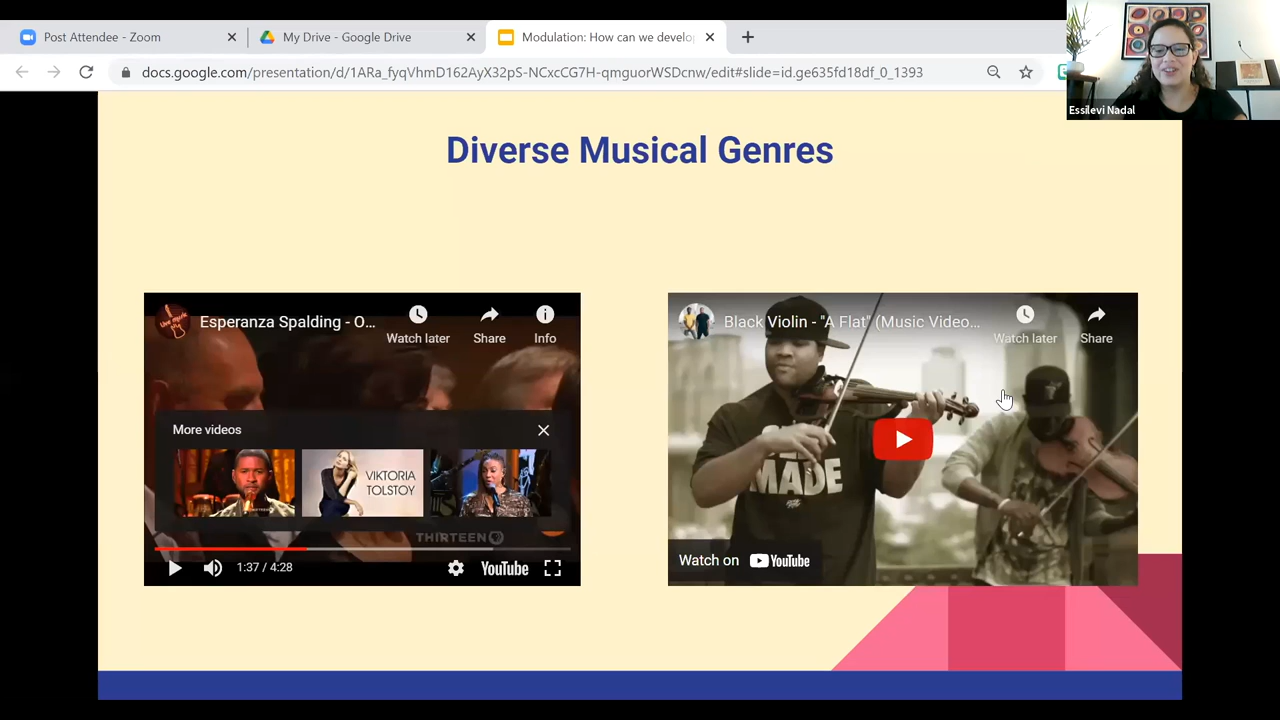 Post Attendee - Zoom
My Drive - Google Drive
Modulation: How can we develo
docs.google.com/presentation/d/1ARa_fyqVhmD162AyX32pS-NCxcCG7H-qmguorWSDcnw/edit#slide=id.ge635fd18df_0_1393
Essilevi Nadal
Diverse Musical Genres
Esperanza Spalding - O...
Watch later
Share
Info
More videos
VIKTORIA
TOLSTOY
THIRTEEN PBS
1:37 / 4:28
YouTube
Black Violin - "A Flat" (Music Video...
Watch later
Share
MADE
Watch on YouTube